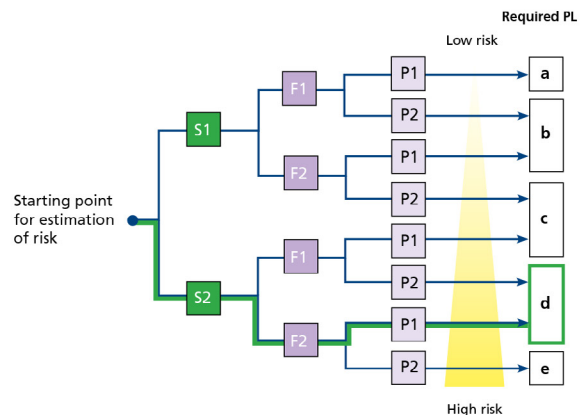 Required PL
Low risk
P1
a
F1
P2
b
S1
P1
F2
P2
c
Starting point
for estimation
of risk
P1
F1
P2
d
S2
P1
F2
P2
e
High risk